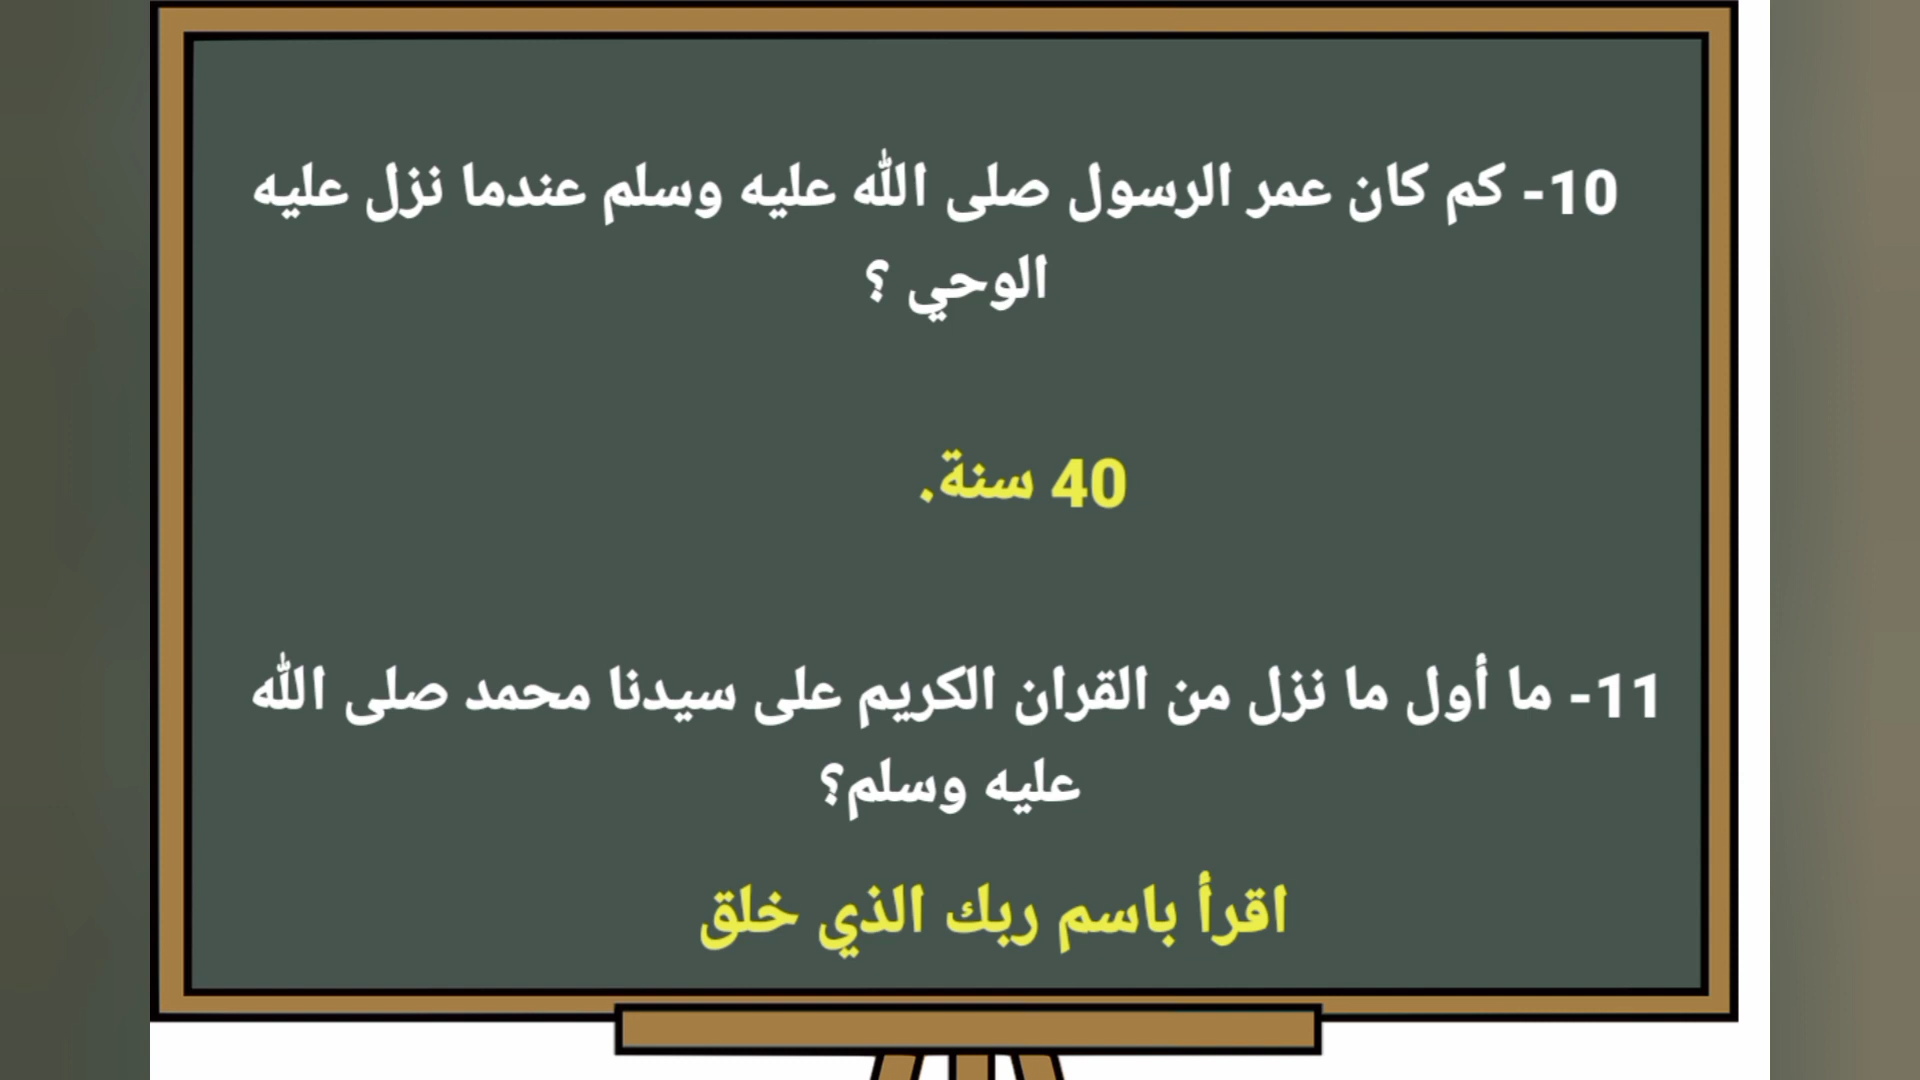 10- كم كان عمر الرسول صلى الله عليه وسلم عندما نزل عليه
الوحي ؟
40 سنة.
11- ما أول ما نزل من القران الكريم على سيدنا محمد صلى الله
عليه وسلم؟
اقرأ باسم ربك الذي خلق